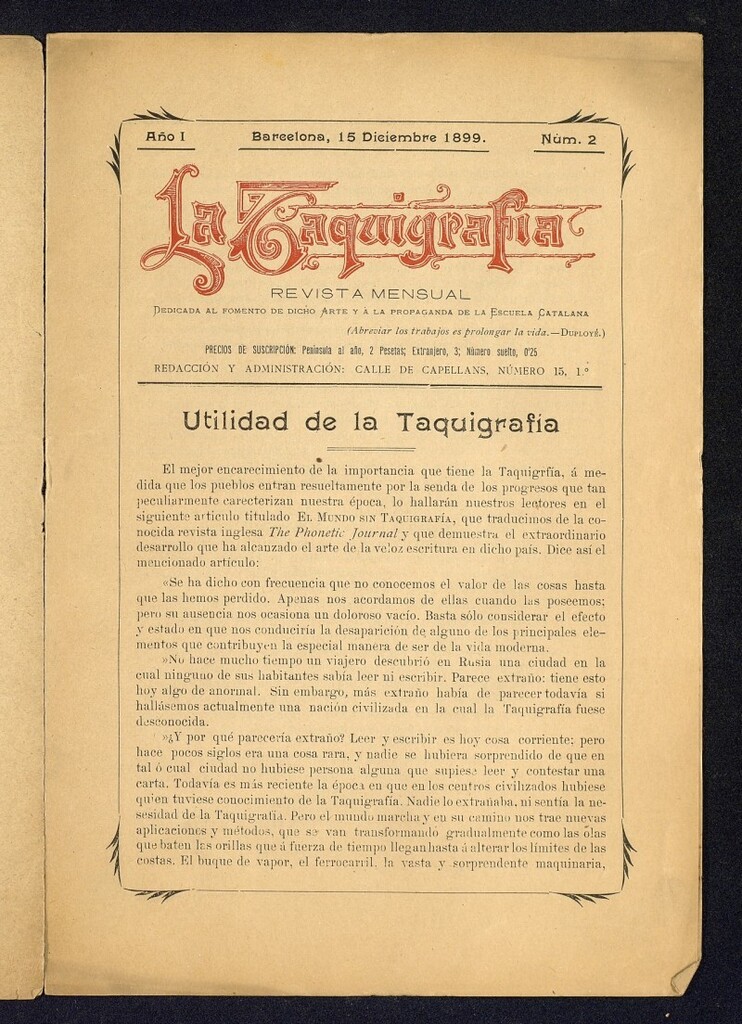 Año I
Barcelona, 15 Diciembre 1899.
Núm. 2
La Taquigrafía
REVISTA MENSUAL
DEDICADA AL FOMENTO DE DICHO ARTE Y Á LA PROPAGANDA DE LA ESCUELA CATALANA
(Abreviar los trabajos es prolongar la vida.—DUPLOYÉ.)
PRECIOS DE SUSCRIPCIÓN: Península al año, 2 Pesetas; Extranjero, 3; Número suelto, 0'25
REDACCIÓN Y ADMINISTRACIÓN: CALLE DE CAPELLANS, NÚMERO 15, 1.º
Utilidad de la Taquigrafía
El mejor encarecimiento de la importancia que tiene la Taquigrfía, á me-
dida que los pueblos entran resueltamente por la senda de los progresos que tan
peculiarmente carecterizan nuestra época, lo hallarán nuestros lectores en el
siguiente artículo titulado EL MUNDO SIN TAQUIGRAFÍA, que traducimos de la co-
nocida revista inglesa The Phonetic Journal y que demuestra el extraordinario
desarrollo que ha alcanzado el arte de la veloz escritura en dicho país. Dice así el
mencionado artículo:
«Se ha dicho con frecuencia que no conocemos el valor de las cosas hasta
que las hemos perdido. Apenas nos acordamos de ellas cuando las poseemos;
pero su ausencia nos ocasiona un doloroso vacío. Basta sólo considerar el efecto
y estado en que nos conduciría la desaparición de alguno de los principales ele-
mentos que contribuyen la especial manera de ser de la vida moderna.
»No hace mucho tiempo un viajero descubrió en Rusia una ciudad en la
cual ninguno de sus habitantes sabía leer ni escribir. Parece extraño: tiene esto
hoy algo de anormal. Sin embargo, más extraño había de parecer todavía si
hallásemos actualmente una nación civilizada en la cual la Taquigrafía fuese
desconocida.
»¿Y por qué parecería extraño? Leer y escribir es hoy cosa corriente; pero
hace pocos siglos era una cosa rara, y nadie se hubiera sorprendido de que en
tal ó cual ciudad no hubiese persona alguna que supiese leer y contestar una
carta. Todavía es más reciente la época en que en los centros civilizados hubiese
quien tuviese conocimiento de la Taquigrafía. Nadie lo extrañaba, ni sentía la ne-
sesidad de la Taquigrafía. Pero el mundo marcha y en su camino nos trae nuevas
aplicaciones y métodos, que se van transformando gradualmente como las olas
que baten las orillas que á fuerza de tiempo llegan hasta á alterar los límites de las
costas. El buque de vapor, el ferrocarril, la vasta y sorprendente maquinaria,